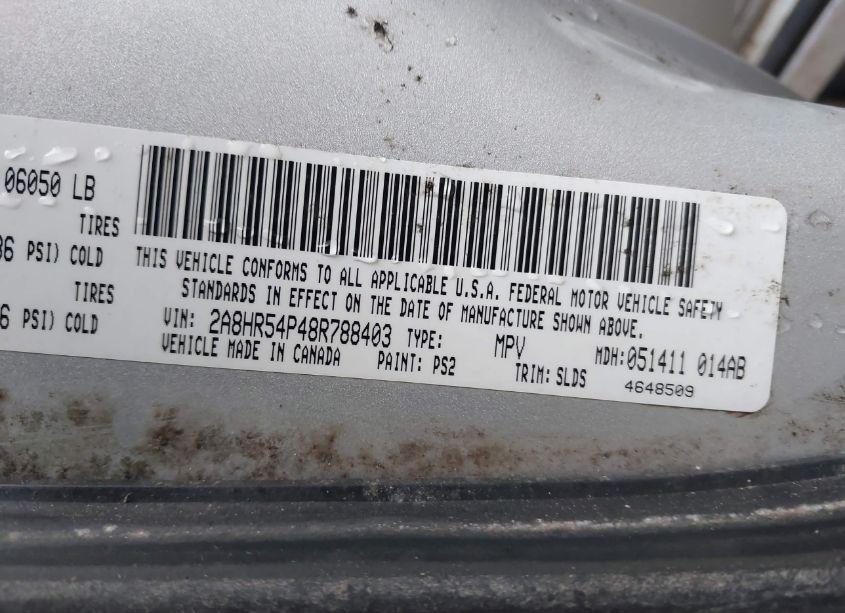 06050 LB
TIRES
PSI) COLD
TIRES
PSI) COLD
THIS VEHICLE CONFORMS TO ALL APPLICABLE U.S.A. FEDERAL MOTOR VEHICLE SAFETY
STANDARDS IN EFFECT ON THE DATE OF MANUFACTURE SHOWN ABOVE.
VIN: 2A8HR54P48R788403 TYPE: MPV MDH:051411 014AB
VEHICLE MADE IN CANADA PAINT: PS2 TRIM: SLDS 4648509